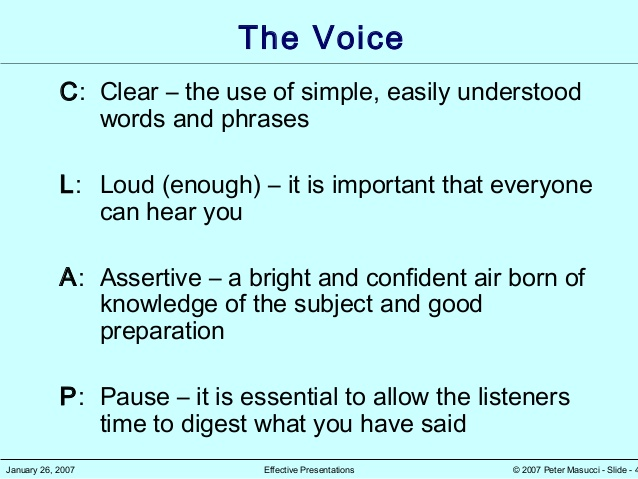 The Voice
C: Clear – the use of simple, easily understood
words and phrases
L: Loud (enough) – it is important that everyone
can hear you
A: Assertive – a bright and confident air born of
knowledge of the subject and good
preparation
P: Pause – it is essential to allow the listeners
time to digest what you have said
January 26, 2007 Effective Presentations © 2007 Peter Masucci - Slide - 4